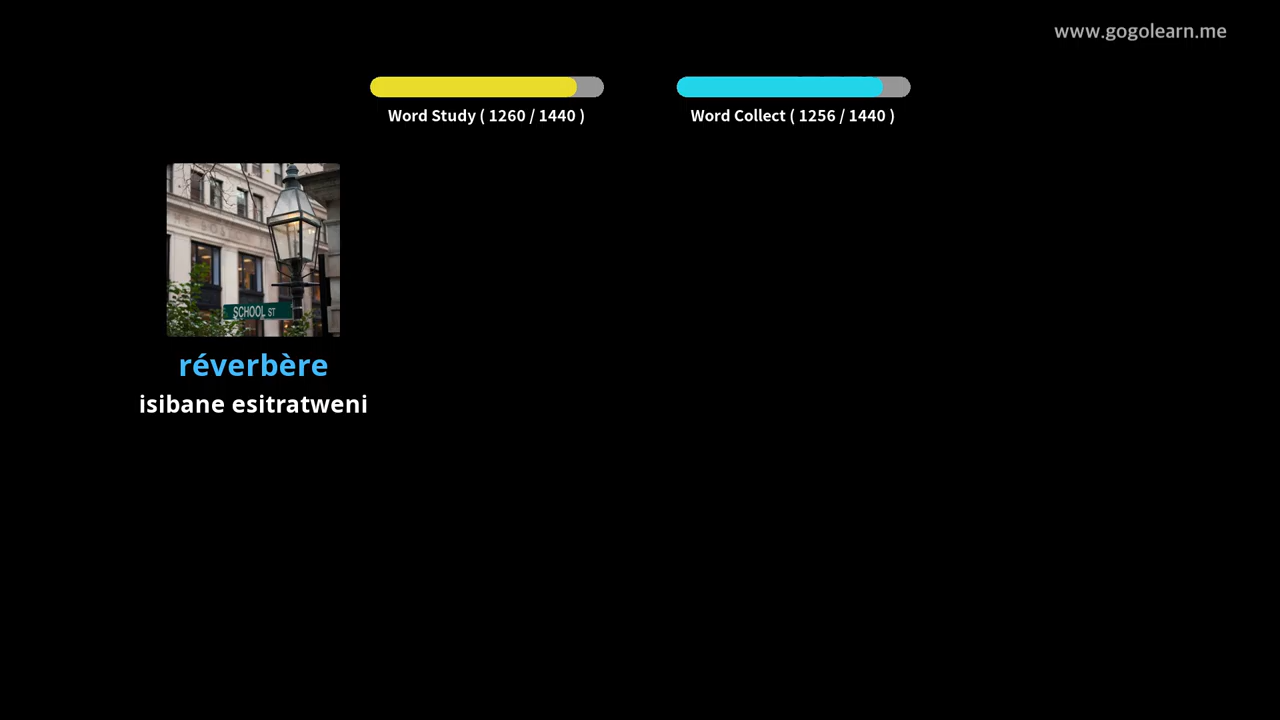 www.gogolearn.me
Word Study ( 1260 / 1440 )
Word Collect ( 1256 / 1440 )
SCHOOL ST
réverbère
isibane esitratweni